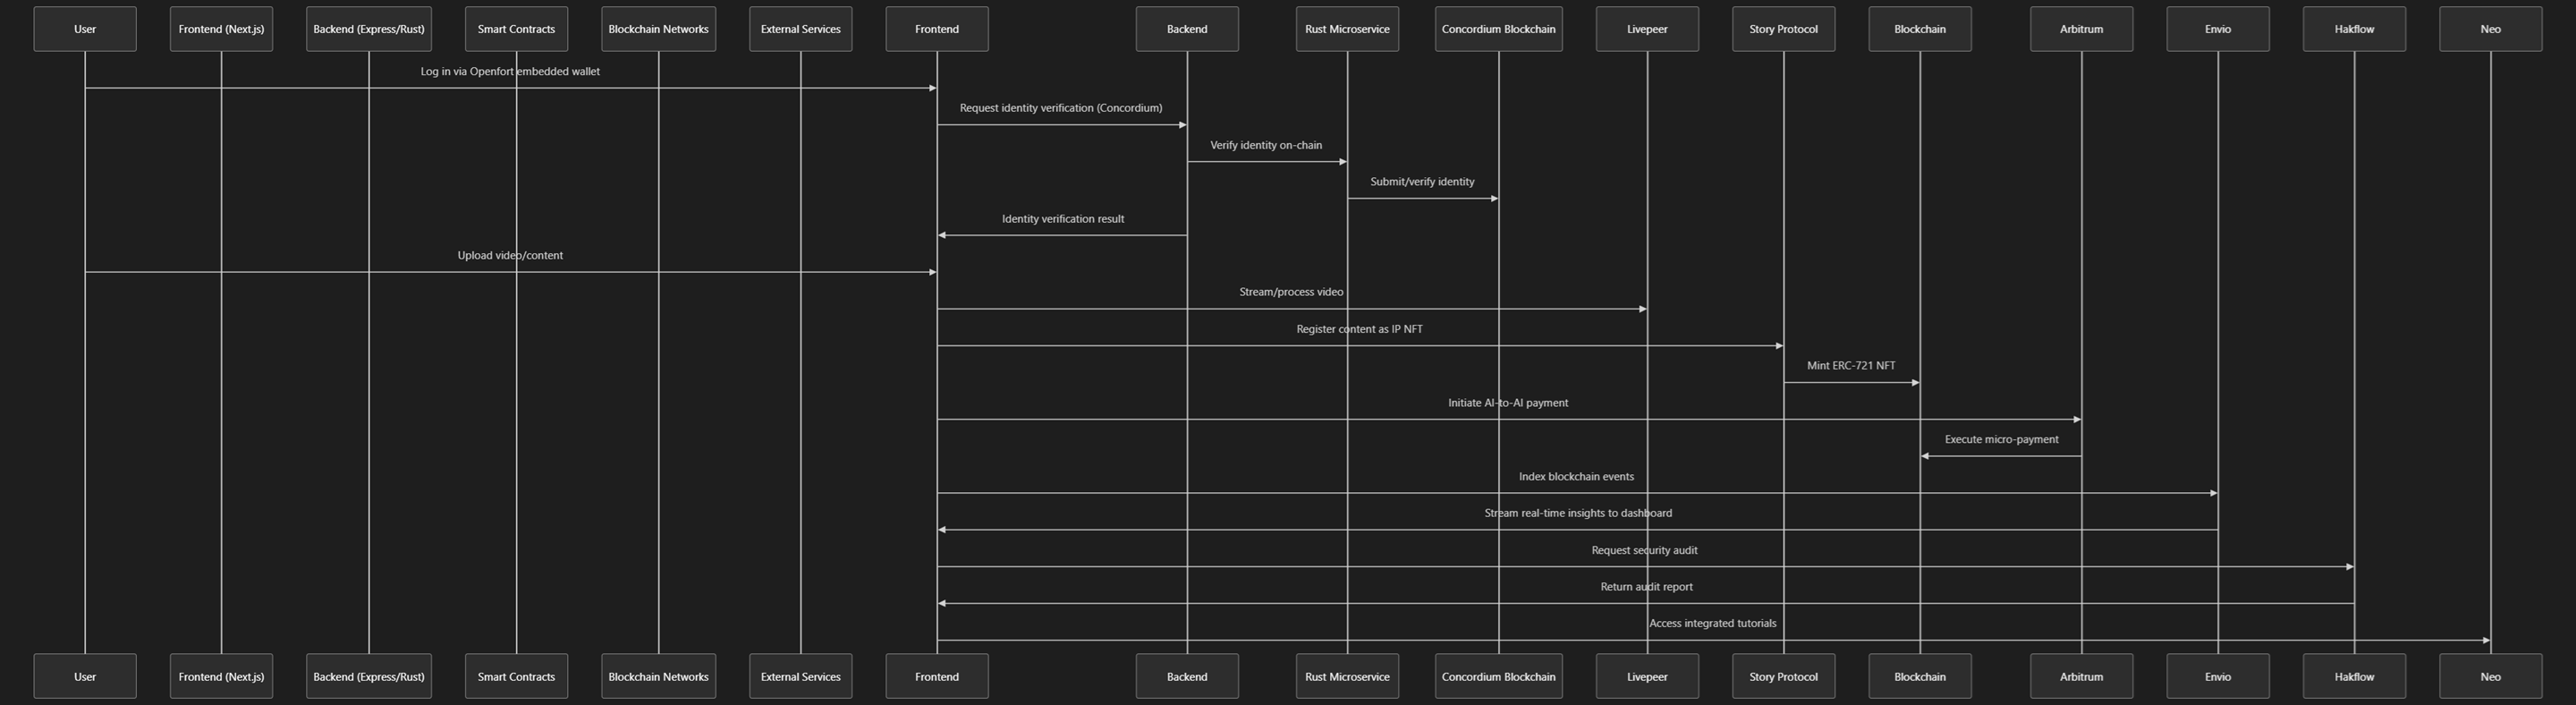 User
Frontend (Next.js)
Backend (Express/Rust)
Smart Contracts
Blockchain Networks
External Services
Frontend
Backend
Rust Microservice
Concordium Blockchain
Livepeer
Story Protocol
Blockchain
Arbitrum
Envio
Hakflow
Neo
Log in via Openfort embedded wallet
Request identity verification (Concordium)
Verify identity on-chain
Submit/verify identity
Identity verification result
Upload video/content
Stream/process video
Register content as IP NFT
Mint ERC-721 NFT
Initiate AI-to-AI payment
Execute micro-payment
Index blockchain events
Stream real-time insights to dashboard
Request security audit
Return audit report
Access integrated tutorials
User
Frontend (Next.js)
Backend (Express/Rust)
Smart Contracts
Blockchain Networks
External Services
Frontend
Backend
Rust Microservice
Concordium Blockchain
Livepeer
Story Protocol
Blockchain
Arbitrum
Envio
Hakflow
Neo